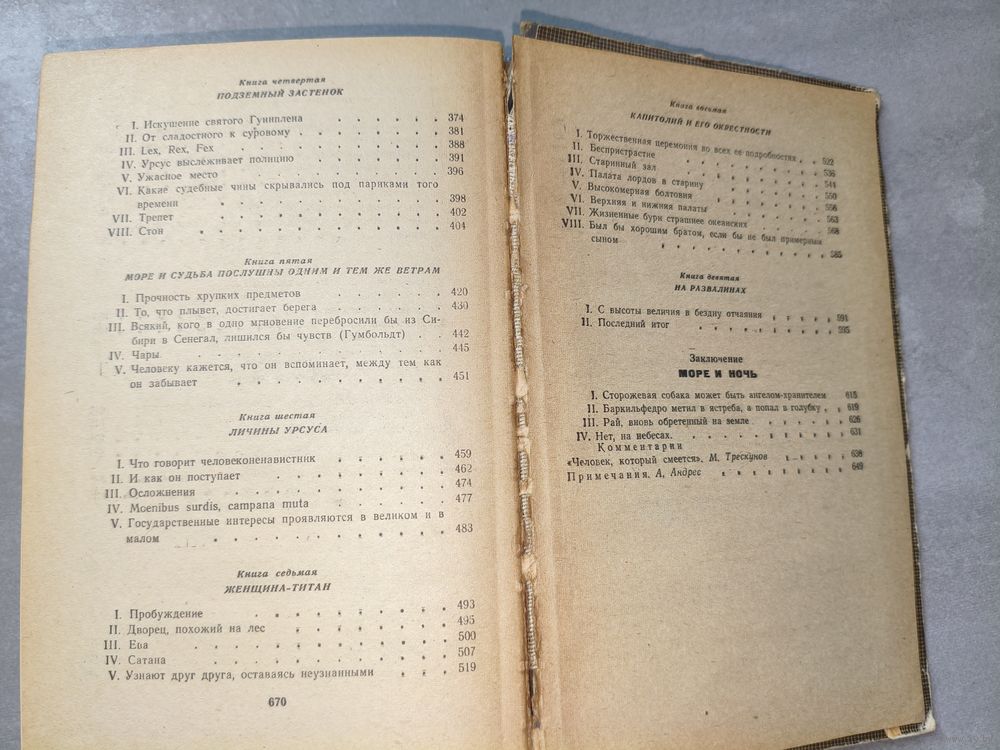 Книга четвертая
ПОДЗЕМНЫЙ ЗАСТЕНОК
I. Искушение святого Гуинплена . . . . . . 374
II. От сладостного к суровому . . . . . . . 381
III. Lex, Rex, Fex . . . . . . . . 388
IV. Урсус выслеживает полицию . . . . . . 391
V. Ужасное место . . . . . . . . 396
VI. Какие судебные чины скрывались под париками того
времени . . . . . . . . . 398
VII. Трепет . . . . . . . . . 402
VIII. Стон . . . . . . . . . 404
Книга пятая
МОРЕ И СУДЬБА ПОСЛУШНЫ ОДНИМ И ТЕМ ЖЕ ВЕТРАМ
I. Прочность хрупких предметов . . . . . . 420
II. То, что плывет, достигает берега . . . . . . 430
III. Всякий, кого в одно мгновение перебросили бы из Си-
бири в Сенегал, лишился бы чувств (Гумбольдт) . . 442
IV. Чары . . . . . . . . . 445
V. Человеку кажется, что он вспоминает, между тем как
он забывает . . . . . . . . 451
Книга шестая
ЛИЧИНЫ УРСУСА
I. Что говорит человеконенавистник . . . . . 459
II. И как он поступает . . . . . . . 462
III. Осложнения . . . . . . . . 474
IV. Moenibus surdis, campana muta . . . . . 477
V. Государственные интересы проявляются в великом и в
малом . . . . . . . . . 483
Книга седьмая
ЖЕНЩИНА-ТИТАН
I. Пробуждение . . . . . . . . 493
II. Дворец, похожий на лес . . . . . . . 495
III. Ева . . . . . . . . . 500
IV. Сатана . . . . . . . . . 507
V. Узнают друг друга, оставаясь неузнанными . . . 519
670
Книга восьмая
КАПИТОЛИЙ И ЕГО ОКРЕСТНОСТИ
I. Торжественная церемония во всех ее подробностях . . 522
II. Беспристрастие . . . . . . . 536
III. Старинный зал . . . . . . . 541
IV. Палата лордов в старину . . . . . . 550
V. Высокомерная болтовня . . . . . . 556
VI. Верхняя и нижняя палаты . . . . . . 563
VII. Жизненные бури страшнее океанских . . . . 568
VIII. Был бы хорошим братом, если бы не был примерным
сыном . . . . . . . . 585
Книга девятая
НА РАЗВАЛИНАХ
I. С высоты величия в бездну отчаяния . . . . . 591
II. Последний итог . . . . . . . . 595
Заключение
МОРЕ И НОЧЬ
I. Сторожевая собака может быть ангелом-хранителем 615
II. Баркильфедро метил в ястреба, а попал в голубку . . 619
III. Рай, вновь обретенный на земле . . . . . 626
IV. Нет, на небесах. . . . . . . . . 631
Комментарии
«Человек, который смеется». М. Трескунов . . . . 638
Примечания. А. Андрес . . . . . . . 649